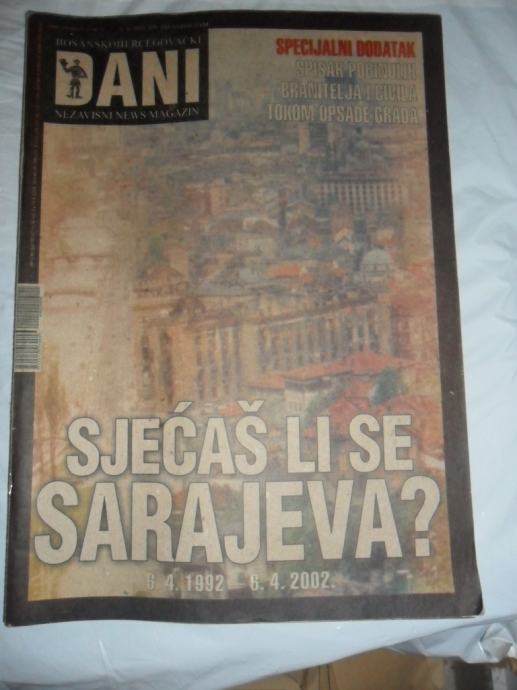 BOSANSKOHERCEGOVAČKI
DANI
NEZAVISNI NEWS MAGAZIN
SPECIJALNI DODATAK
SPISAK POGINULIH
BRANITELJA I CIVILA
TOKOM OPSADE GRADA
SJEĆAŠ LI SE
SARAJEVA?
6. 4. 1992 - 6. 4. 2002.